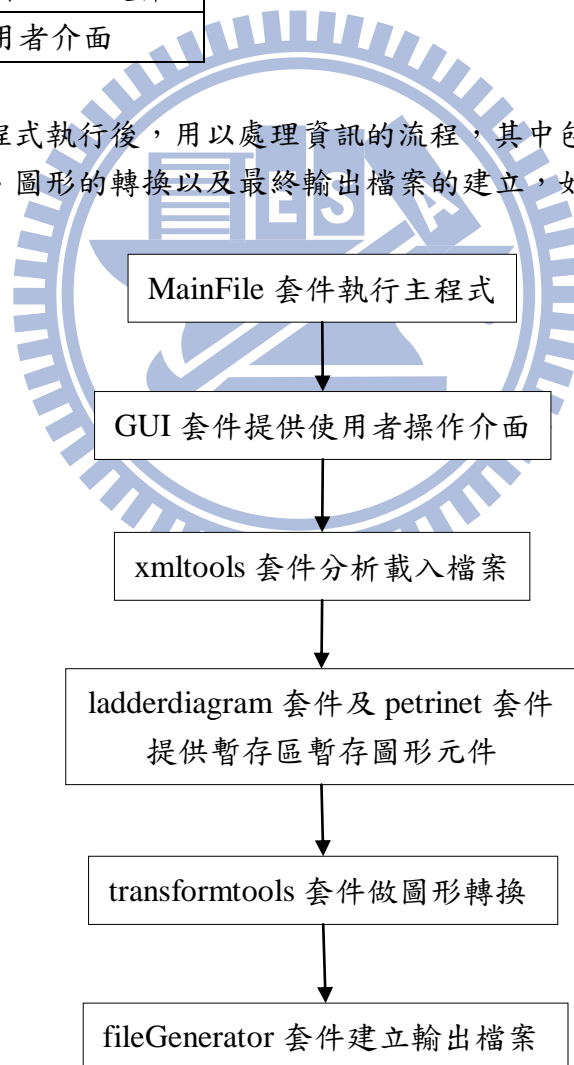 用者介面
程式執行後，用以處理資訊的流程，其中包
圖形的轉換以及最終輸出檔案的建立，如
MainFile 套件執行主程式
GUI 套件提供使用者操作介面
xmltools 套件分析載入檔案
ladderdiagram 套件及 petrinet 套件
提供暫存區暫存圖形元件
transformtools 套件做圖形轉換
fileGenerator 套件建立輸出檔案